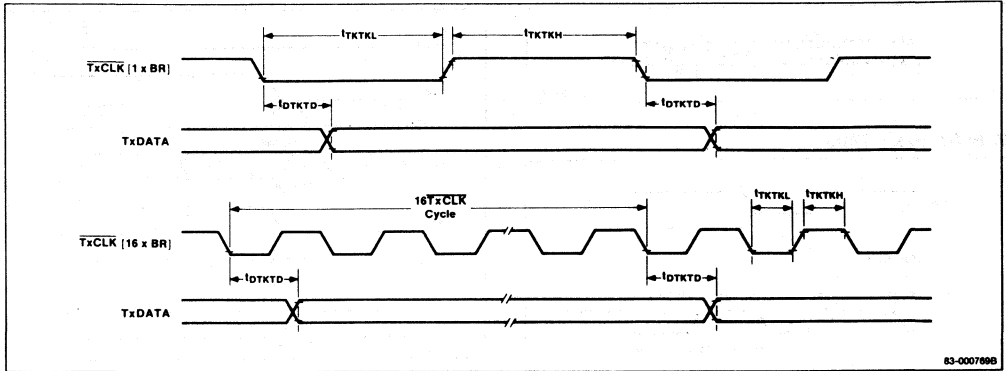 tTKTKL tTKTKH
TxCLK [1 x BR]
tDTKTD tDTKTD
TxDATA
16TxCLK
Cycle
tTKTKL tTKTKH
TxCLK [16 x BR]
tDTKTD tDTKTD
TxDATA
83-000769B